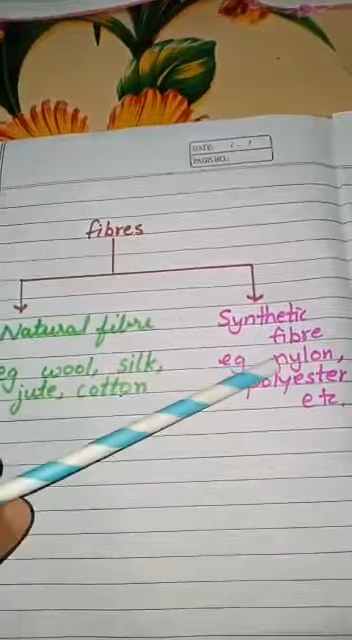 DATE:
PAGE NO.:
fibres
Natural fibre
eg wool, silk,
jute, cotton
Synthetic
fibre
eg nylon,
polyester
etc.